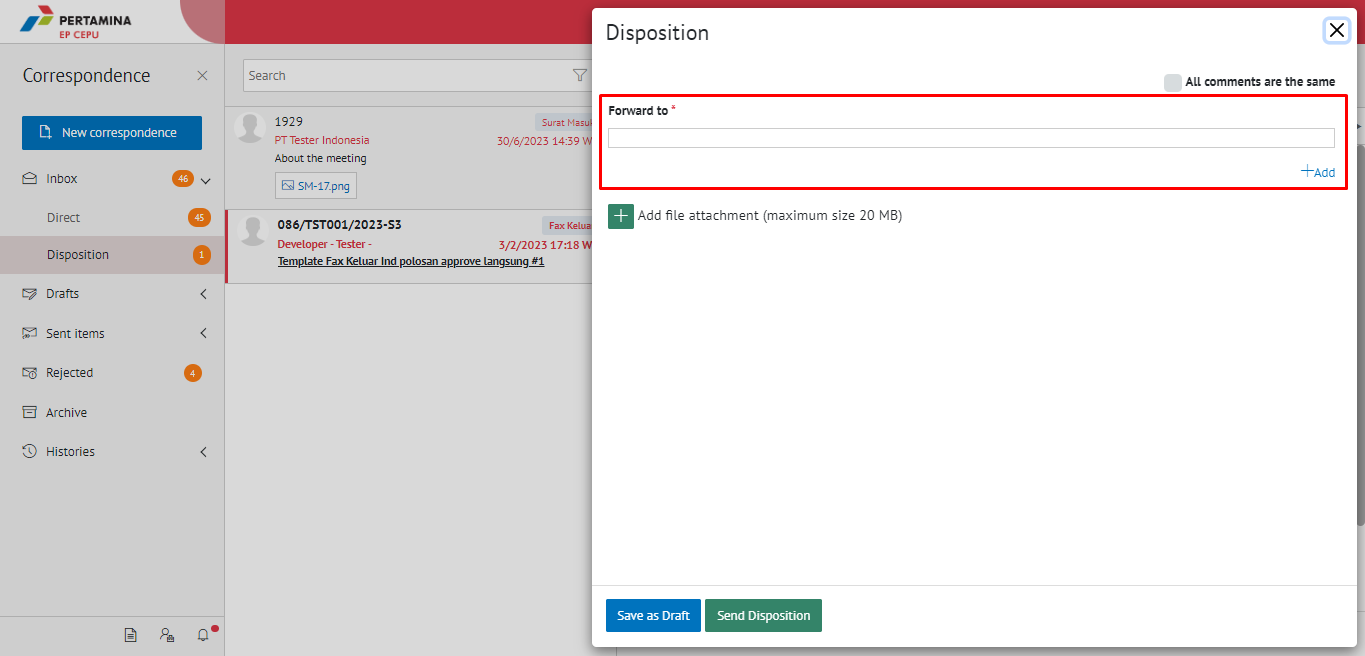 PERTAMINA
EP CEPU
Correspondence
New correspondence
Inbox 46
Direct 45
Disposition 1
Drafts
Sent items
Rejected 4
Archive
Histories
Search
1929 Surat Masuk
PT Tester Indonesia 30/6/2023 14:39 W
About the meeting
SM-17.png
086/TST001/2023-S3 Fax Kelua
Developer - Tester - 3/2/2023 17:18 W
Template Fax Keluar Ind polosan approve langsung #1
Disposition
All comments are the same
Forward to *
Add
Add file attachment (maximum size 20 MB)
Save as Draft Send Disposition